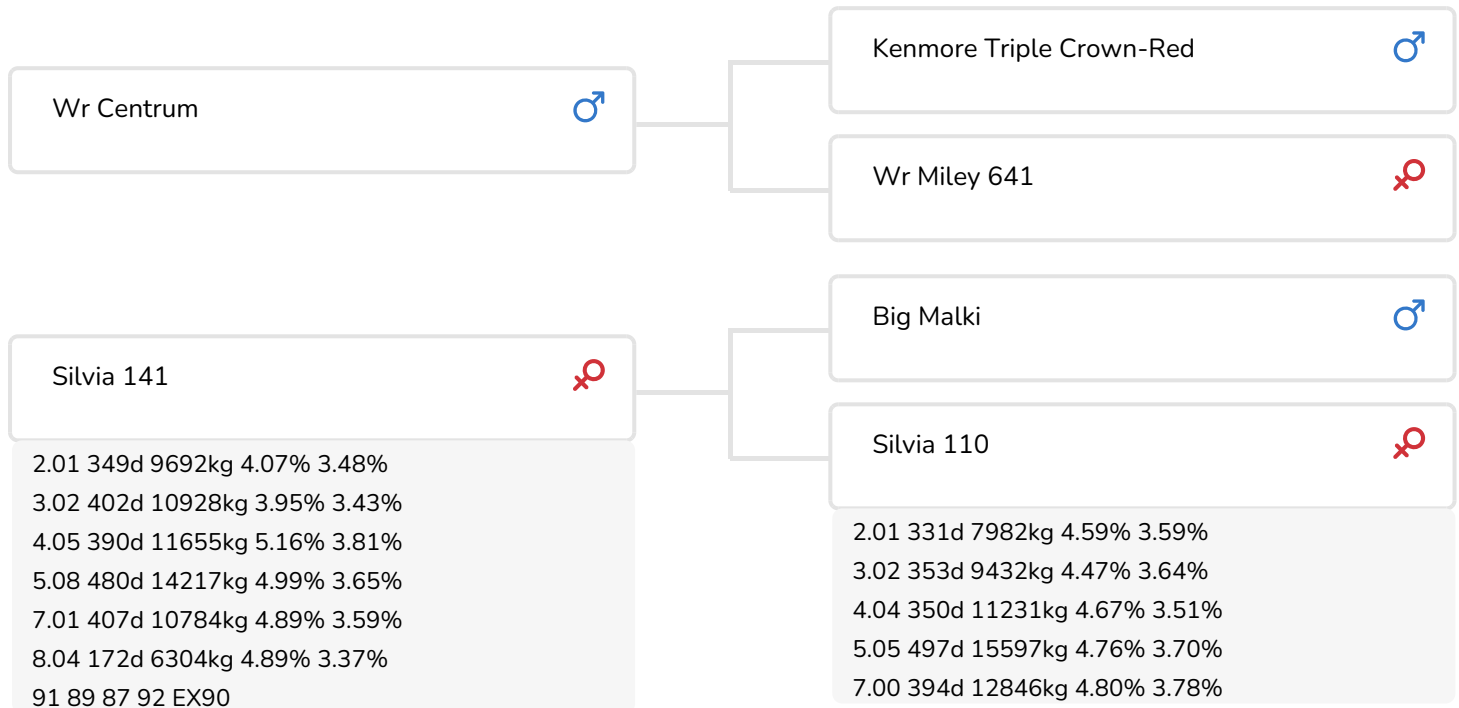 Wr Centrum
Kenmore Triple Crown-Red
Wr Miley 641
Silvia 141
2.01 349d 9692kg 4.07% 3.48%
3.02 402d 10928kg 3.95% 3.43%
4.05 390d 11655kg 5.16% 3.81%
5.08 480d 14217kg 4.99% 3.65%
7.01 407d 10784kg 4.89% 3.59%
8.04 172d 6304kg 4.89% 3.37%
91 89 87 92 EX90
Big Malki
Silvia 110
2.01 331d 7982kg 4.59% 3.59%
3.02 353d 9432kg 4.47% 3.64%
4.04 350d 11231kg 4.67% 3.51%
5.05 497d 15597kg 4.76% 3.70%
7.00 394d 12846kg 4.80% 3.78%